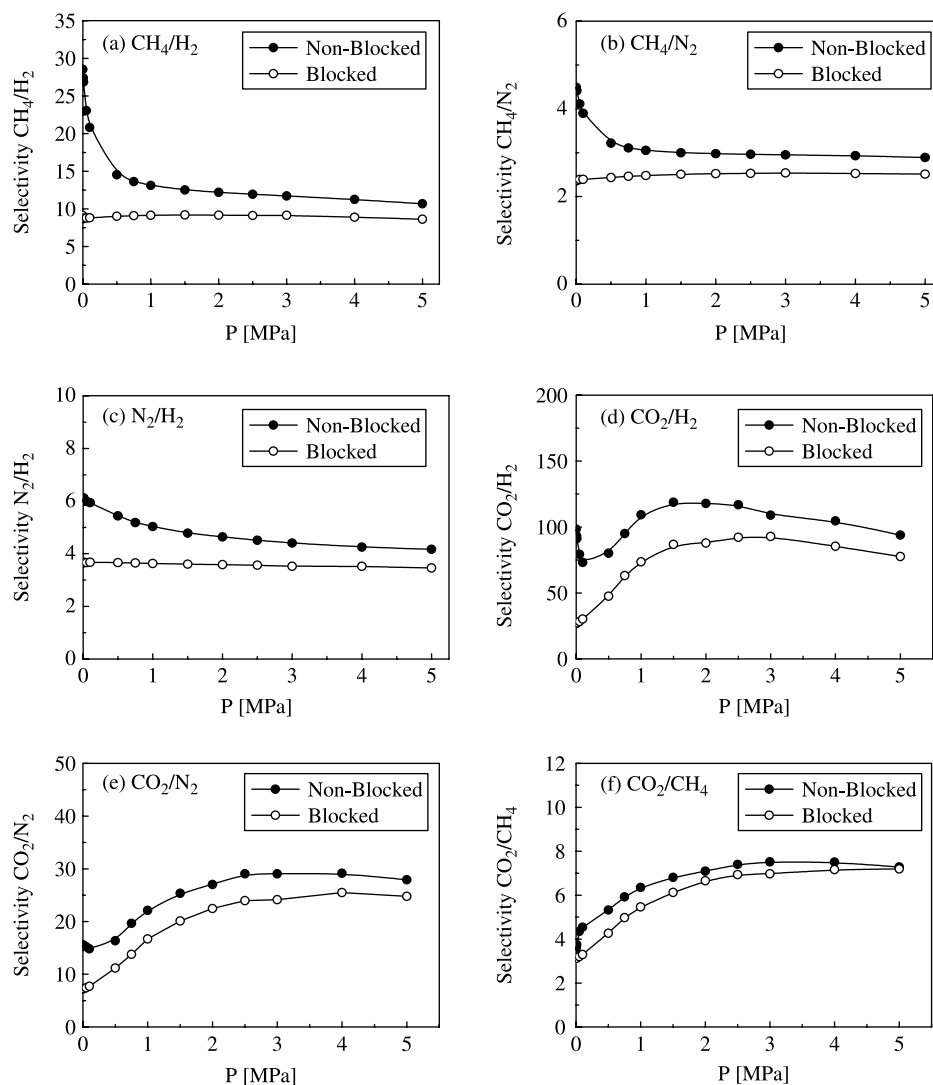 (a) CH₄/H₂
Non-Blocked
Blocked
Selectivity CH₄/H₂
35
30
25
20
15
10
5
0
0 1 2 3 4 5
P [MPa]
(b) CH₄/N₂
Non-Blocked
Blocked
Selectivity CH₄/N₂
6
4
2
0
0 1 2 3 4 5
P [MPa]
(c) N₂/H₂
Non-Blocked
Blocked
Selectivity N₂/H₂
10
8
6
4
2
0
0 1 2 3 4 5
P [MPa]
(d) CO₂/H₂
Non-Blocked
Blocked
Selectivity CO₂/H₂
200
150
100
50
0
0 1 2 3 4 5
P [MPa]
(e) CO₂/N₂
Non-Blocked
Blocked
Selectivity CO₂/N₂
50
40
30
20
10
0
0 1 2 3 4 5
P [MPa]
(f) CO₂/CH₄
Non-Blocked
Blocked
Selectivity CO₂/CH₄
12
10
8
6
4
2
0
0 1 2 3 4 5
P [MPa]